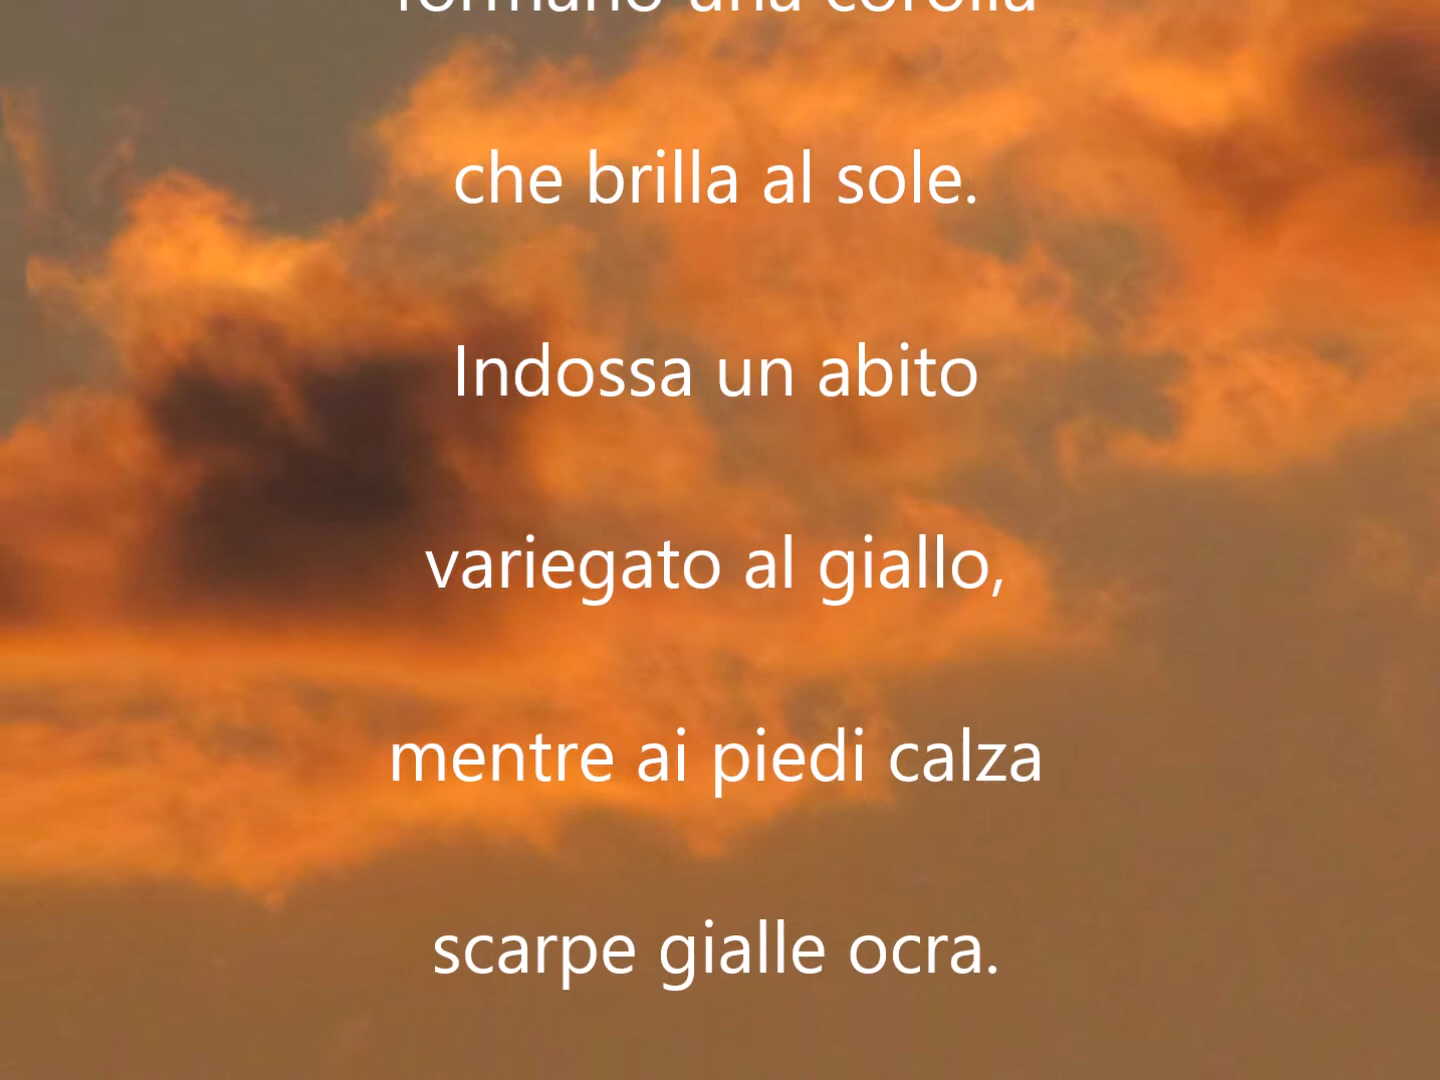 formano una corolla
che brilla al sole.
Indossa un abito
variegato al giallo,
mentre ai piedi calza
scarpe gialle ocra.